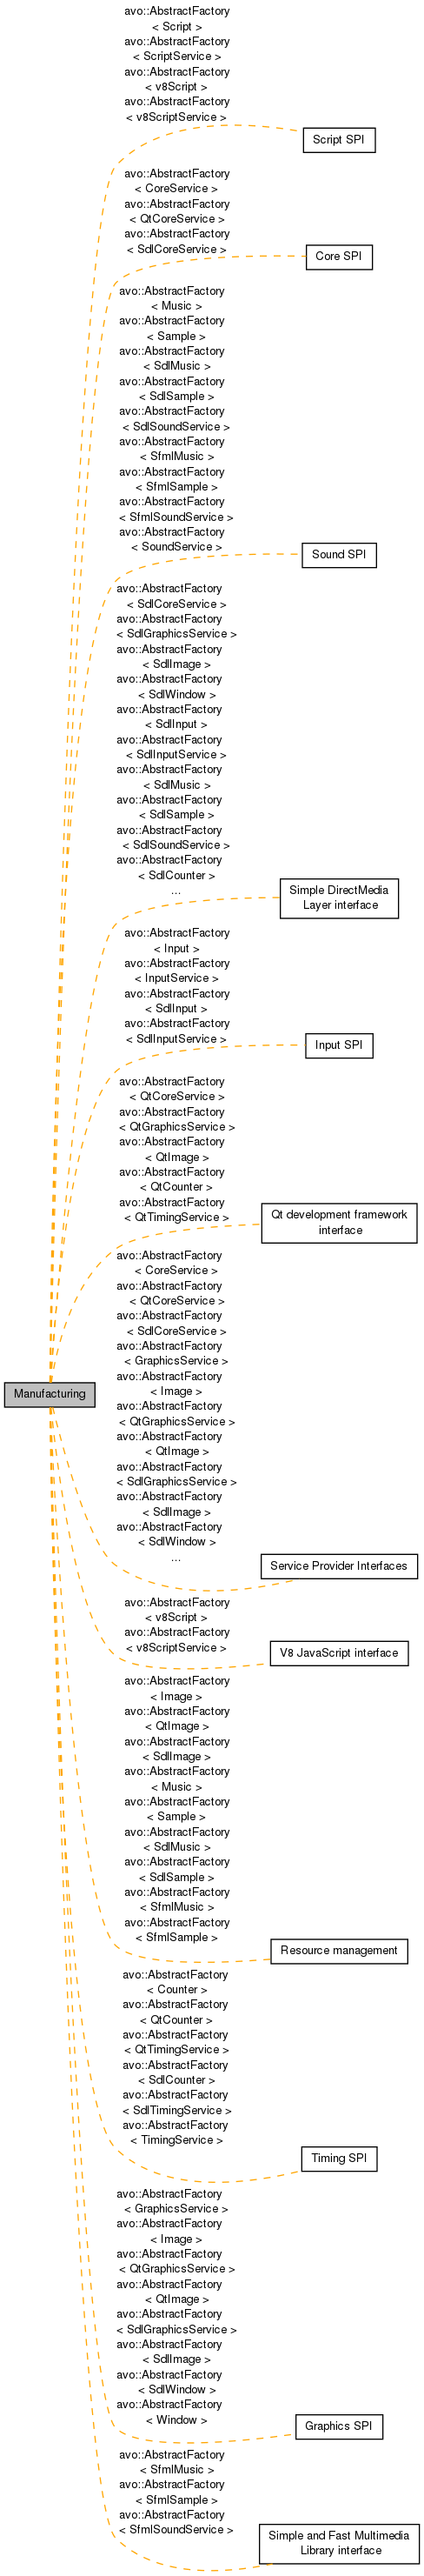 avo::AbstractFactory
< Script >
avo::AbstractFactory
< ScriptService >
avo::AbstractFactory
< v8Script >
avo::AbstractFactory
< v8ScriptService >
Script SPI
avo::AbstractFactory
< CoreService >
avo::AbstractFactory
< QtCoreService >
avo::AbstractFactory
< SdlCoreService >
Core SPI
avo::AbstractFactory
< Music >
avo::AbstractFactory
< Sample >
avo::AbstractFactory
< SdlMusic >
avo::AbstractFactory
< SdlSample >
avo::AbstractFactory
< SdlSoundService >
avo::AbstractFactory
< SfmlMusic >
avo::AbstractFactory
< SfmlSample >
avo::AbstractFactory
< SfmlSoundService >
avo::AbstractFactory
< SoundService >
Sound SPI
avo::AbstractFactory
< SdlCoreService >
avo::AbstractFactory
< SdlGraphicsService >
avo::AbstractFactory
< SdlImage >
avo::AbstractFactory
< SdlWindow >
avo::AbstractFactory
< SdlInput >
avo::AbstractFactory
< SdlInputService >
avo::AbstractFactory
< SdlMusic >
avo::AbstractFactory
< SdlSample >
avo::AbstractFactory
< SdlSoundService >
avo::AbstractFactory
< SdlCounter >
...
Simple DirectMedia
Layer interface
avo::AbstractFactory
< Input >
avo::AbstractFactory
< InputService >
avo::AbstractFactory
< SdlInput >
avo::AbstractFactory
< SdlInputService >
Input SPI
avo::AbstractFactory
< QtCoreService >
avo::AbstractFactory
< QtGraphicsService >
avo::AbstractFactory
< QtImage >
avo::AbstractFactory
< QtCounter >
avo::AbstractFactory
< QtTimingService >
Qt development framework
interface
avo::AbstractFactory
< CoreService >
avo::AbstractFactory
< QtCoreService >
avo::AbstractFactory
< SdlCoreService >
avo::AbstractFactory
< GraphicsService >
avo::AbstractFactory
< Image >
avo::AbstractFactory
< QtGraphicsService >
avo::AbstractFactory
< QtImage >
avo::AbstractFactory
< SdlGraphicsService >
avo::AbstractFactory
< SdlImage >
avo::AbstractFactory
< SdlWindow >
...
Manufacturing
Service Provider Interfaces
avo::AbstractFactory
< v8Script >
avo::AbstractFactory
< v8ScriptService >
V8 JavaScript interface
avo::AbstractFactory
< Image >
avo::AbstractFactory
< QtImage >
avo::AbstractFactory
< SdlImage >
avo::AbstractFactory
< Music >
avo::AbstractFactory
< Sample >
avo::AbstractFactory
< SdlMusic >
avo::AbstractFactory
< SdlSample >
avo::AbstractFactory
< SfmlMusic >
avo::AbstractFactory
< SfmlSample >
Resource management
avo::AbstractFactory
< Counter >
avo::AbstractFactory
< QtCounter >
avo::AbstractFactory
< QtTimingService >
avo::AbstractFactory
< SdlCounter >
avo::AbstractFactory
< SdlTimingService >
avo::AbstractFactory
< TimingService >
Timing SPI
avo::AbstractFactory
< GraphicsService >
avo::AbstractFactory
< Image >
avo::AbstractFactory
< QtGraphicsService >
avo::AbstractFactory
< QtImage >
avo::AbstractFactory
< SdlGraphicsService >
avo::AbstractFactory
< SdlImage >
avo::AbstractFactory
< SdlWindow >
avo::AbstractFactory
< Window >
Graphics SPI
avo::AbstractFactory
< SfmlMusic >
avo::AbstractFactory
< SfmlSample >
avo::AbstractFactory
< SfmlSoundService >
Simple and Fast Multimedia
Library interface